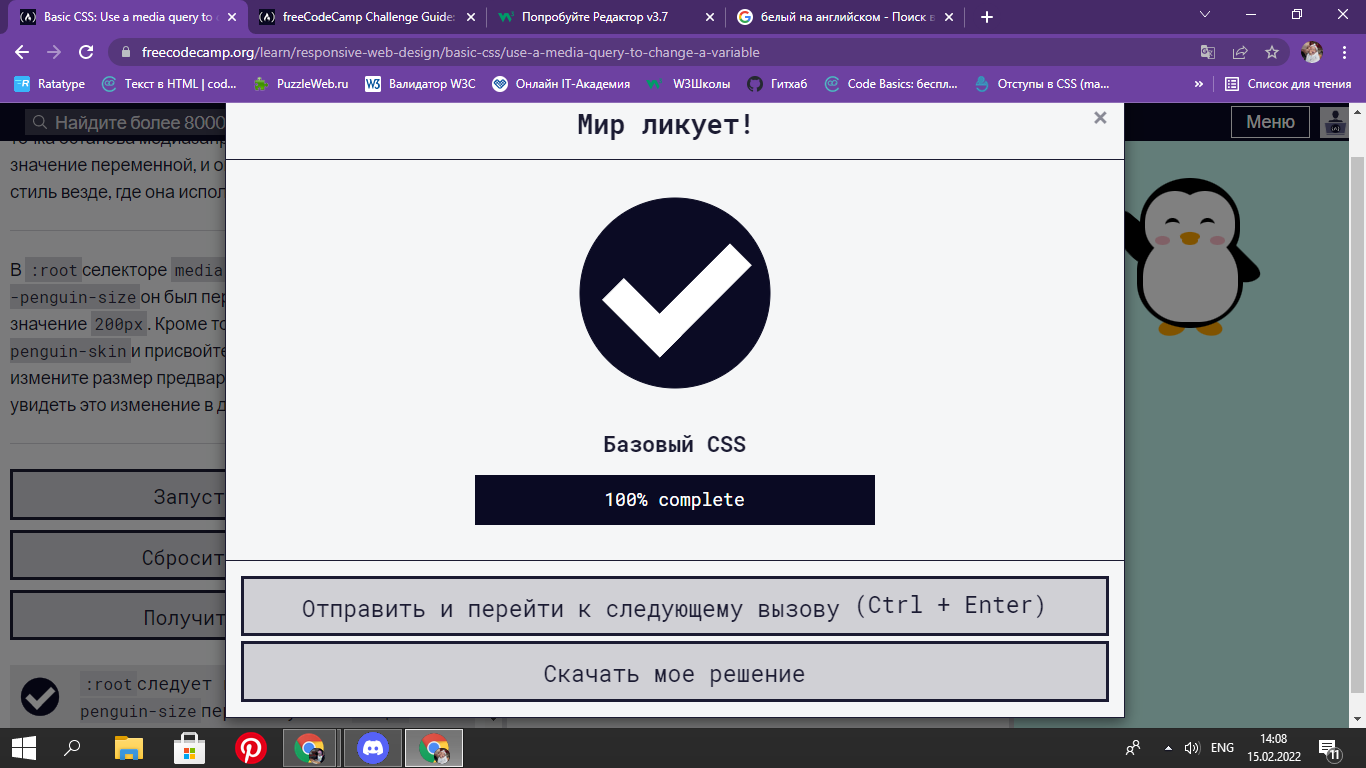 Basic CSS: Use a media query to
freeCodeCamp Challenge Guide:
Попробуйте Редактор v3.7
белый на английском - Поиск в
freecodecamp.org/learn/responsive-web-design/basic-css/use-a-media-query-to-change-a-variable
Ratatype
Текст в HTML | cod...
PuzzleWeb.ru
Валидатор W3C
Онлайн IT-Академия
W3Школы
Гитхаб
Code Basics: беспл...
Отступы в CSS (ma...
»
Список для чтения
Найдите более 8000
Меню
значение переменной, и о
стиль везде, где она испол
В :root селекторе media
-penguin-size он был пер
значение 200px. Кроме то
penguin-skin и присвойте
измените размер предвар
увидеть это изменение в д
Запуст
Сбросит
Получит
:root следует
penguin-size пер
Мир ликует!
×
Базовый CSS
100% complete
Отправить и перейти к следующему вызову (Ctrl + Enter)
Скачать мое решение
ENG
14:08
15.02.2022
11